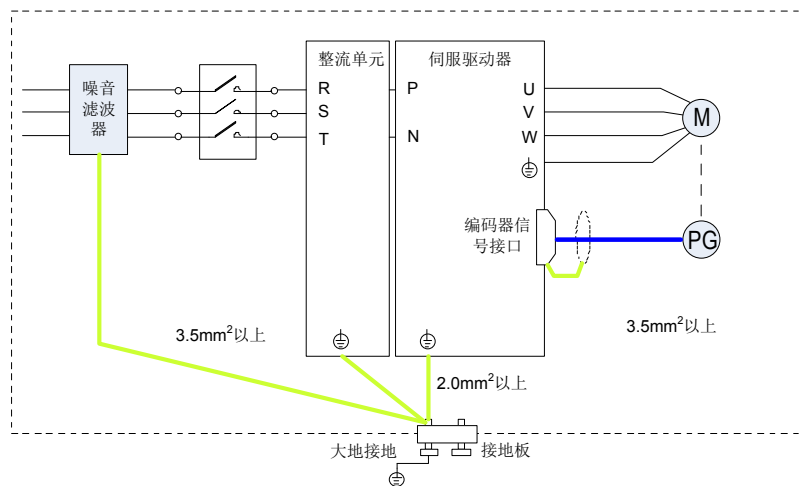 整流单元
伺服驱动器
噪音
滤波
器
R
S
T
P
N
U
V
W
M
编码器信
号接口
PG
3.5mm²以上
3.5mm²以上
2.0mm²以上
大地接地
接地板